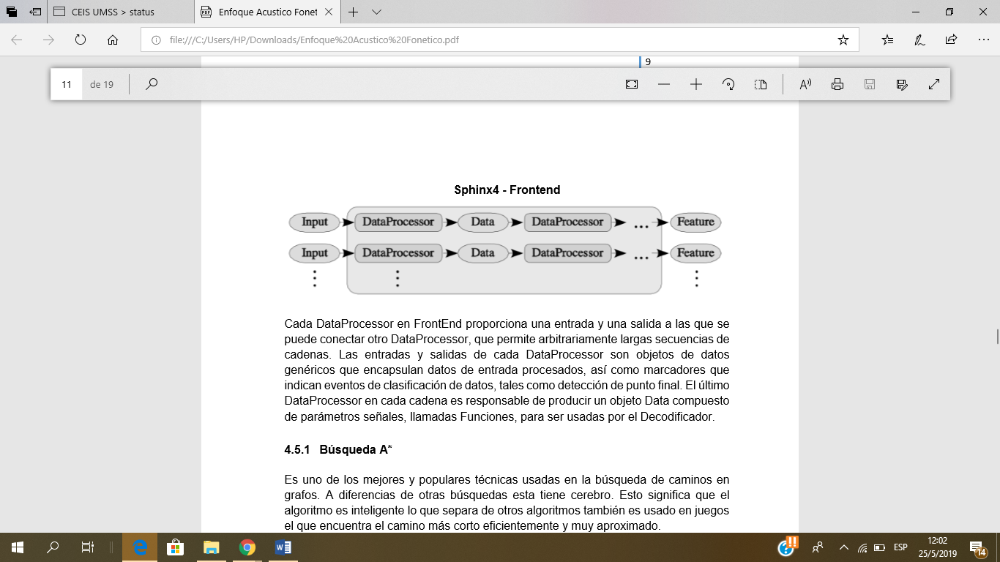 CEIS UMSS > status
Enfoque Acustico Fonet
file:///C:/Users/HP/Downloads/Enfoque%20Acustico%20Fonetico.pdf
9
11 de 19
Sphinx4 - Frontend
Input DataProcessor Data DataProcessor ... Feature
Input DataProcessor Data DataProcessor ... Feature
Cada DataProcessor en FrontEnd proporciona una entrada y una salida a las que se
puede conectar otro DataProcessor, que permite arbitrariamente largas secuencias de
cadenas. Las entradas y salidas de cada DataProcessor son objetos de datos
genéricos que encapsulan datos de entrada procesados, así como marcadores que
indican eventos de clasificación de datos, tales como detección de punto final. El último
DataProcessor en cada cadena es responsable de producir un objeto Data compuesto
de parámetros señales, llamadas Funciones, para ser usadas por el Decodificador.
4.5.1 Búsqueda A*
Es uno de los mejores y populares técnicas usadas en la búsqueda de caminos en
grafos. A diferencias de otras búsquedas esta tiene cerebro. Esto significa que el
algoritmo es inteligente lo que separa de otros algoritmos también es usado en juegos
el que encuentra el camino más corto eficientemente y muy aproximado.
ESP
12:02
25/5/2019
14